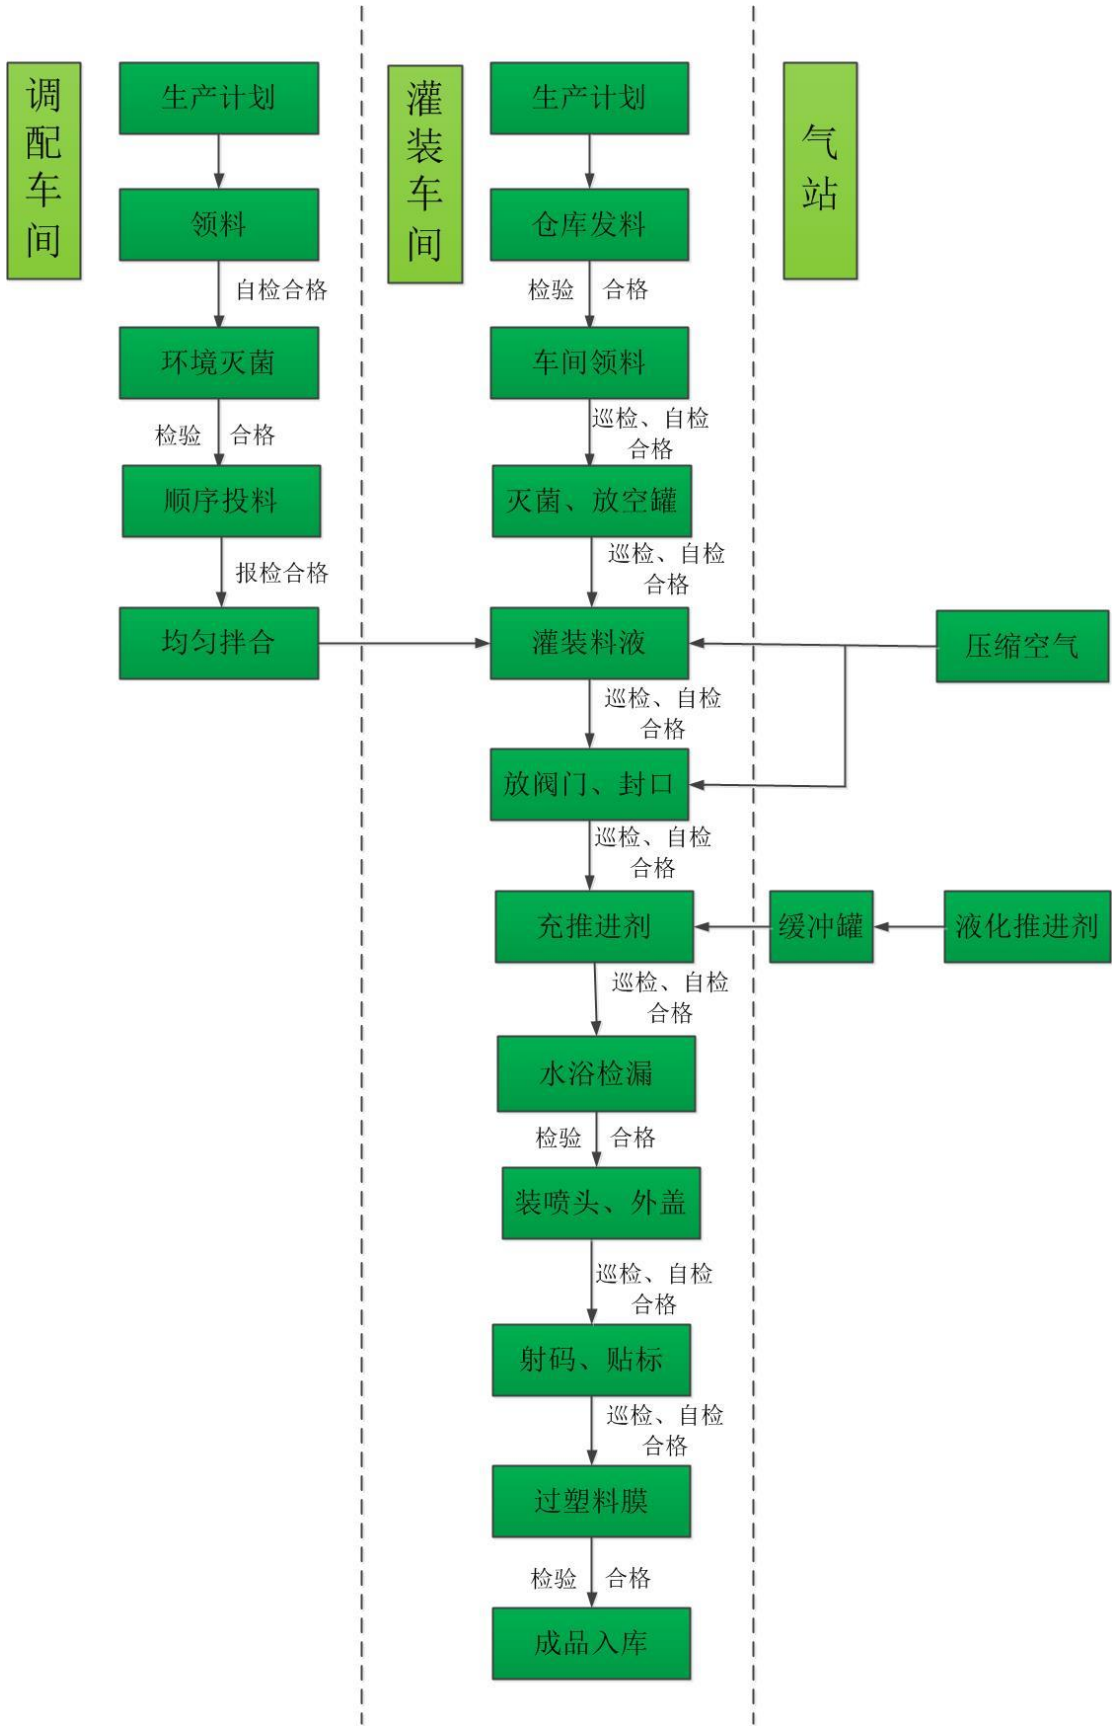 调配车间
生产计划
领料
自检合格
环境灭菌
检验 合格
顺序投料
报检合格
均匀拌合
灌装车间
生产计划
仓库发料
检验 合格
车间领料
巡检、自检
合格
灭菌、放空罐
巡检、自检
合格
灌装料液
巡检、自检
合格
放阀门、封口
巡检、自检
合格
充推进剂
巡检、自检
合格
水浴检漏
检验 合格
装喷头、外盖
巡检、自检
合格
射码、贴标
巡检、自检
合格
过塑料膜
检验 合格
成品入库
气站
压缩空气
缓冲罐
液化推进剂